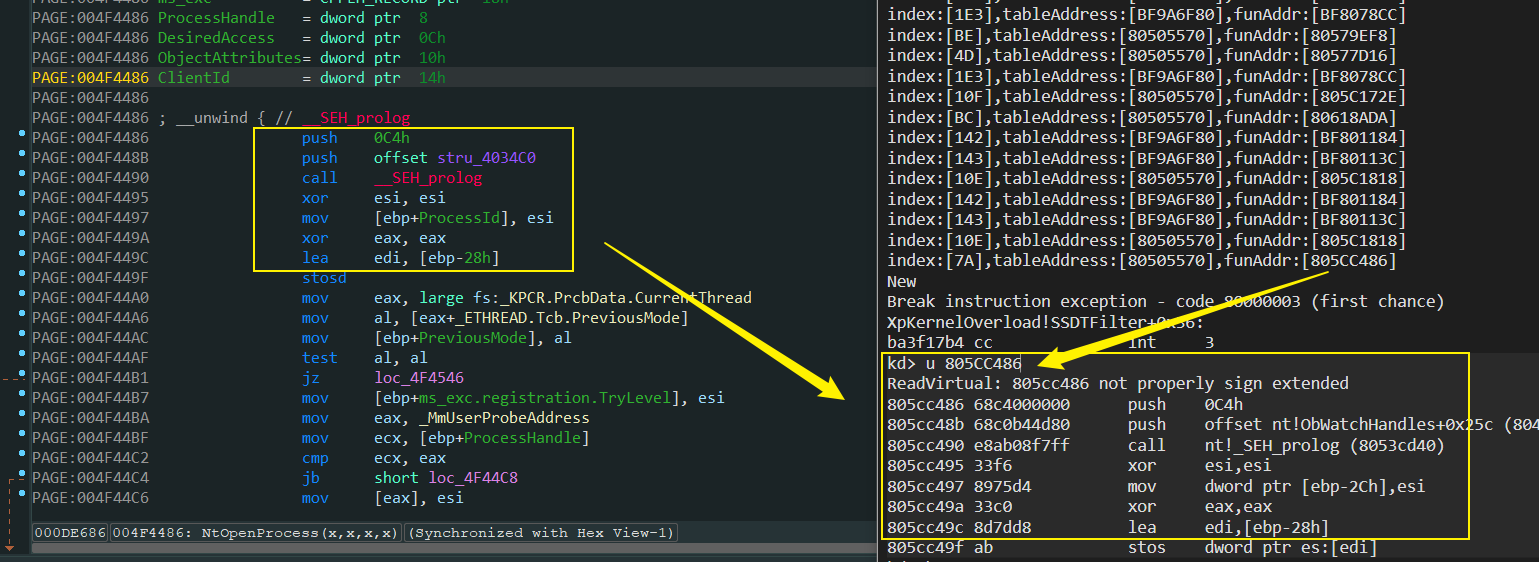 ms_exc = CPPEH_RECORD ptr -18h
PAGE:004F4486 ProcessHandle = dword ptr 8
PAGE:004F4486 DesiredAccess = dword ptr 0Ch
PAGE:004F4486 ObjectAttributes= dword ptr 10h
PAGE:004F4486 ClientId = dword ptr 14h
PAGE:004F4486
PAGE:004F4486 ; __unwind { // __SEH_prolog
PAGE:004F4486 push 0C4h
PAGE:004F448B push offset stru_4034C0
PAGE:004F4490 call __SEH_prolog
PAGE:004F4495 xor esi, esi
PAGE:004F4497 mov [ebp+ProcessId], esi
PAGE:004F449A xor eax, eax
PAGE:004F449C lea edi, [ebp-28h]
PAGE:004F449F stosd
PAGE:004F44A0 mov eax, large fs:_KPCR.PrcbData.CurrentThread
PAGE:004F44A6 mov al, [eax+_ETHREAD.Tcb.PreviousMode]
PAGE:004F44AC mov [ebp+PreviousMode], al
PAGE:004F44AF test al, al
PAGE:004F44B1 jz loc_4F4546
PAGE:004F44B7 mov [ebp+ms_exc.registration.TryLevel], esi
PAGE:004F44BA mov eax, _MmUserProbeAddress
PAGE:004F44BF mov ecx, [ebp+ProcessHandle]
PAGE:004F44C2 cmp ecx, eax
PAGE:004F44C4 jb short loc_4F44C8
PAGE:004F44C6 mov [eax], esi
000DE686 004F4486: NtOpenProcess(x,x,x,x) (Synchronized with Hex View-1)
index:[1E3],tableAddress:[BF9A6F80],funAddr:[BF8078CC]
index:[BE],tableAddress:[80505570],funAddr:[80579EF8]
index:[4D],tableAddress:[80505570],funAddr:[80577D16]
index:[1E3],tableAddress:[BF9A6F80],funAddr:[BF8078CC]
index:[10F],tableAddress:[80505570],funAddr:[805C172E]
index:[BC],tableAddress:[80505570],funAddr:[80618ADA]
index:[142],tableAddress:[BF9A6F80],funAddr:[BF801184]
index:[143],tableAddress:[BF9A6F80],funAddr:[BF80113C]
index:[10E],tableAddress:[80505570],funAddr:[805C1818]
index:[142],tableAddress:[BF9A6F80],funAddr:[BF801184]
index:[143],tableAddress:[BF9A6F80],funAddr:[BF80113C]
index:[10E],tableAddress:[80505570],funAddr:[805C1818]
index:[7A],tableAddress:[80505570],funAddr:[805CC486]
New
Break instruction exception - code 80000003 (first chance)
XpKernelOverload!SSDTFilter+0x36:
ba3f17b4 cc int 3
kd> u 805CC486
ReadVirtual: 805cc486 not properly sign extended
805cc486 68c4000000 push 0C4h
805cc48b 68c0b44d80 push offset nt!ObWatchHandles+0x25c (804
805cc490 e8ab08f7ff call nt!_SEH_prolog (8053cd40)
805cc495 33f6 xor esi,esi
805cc497 8975d4 mov dword ptr [ebp-2Ch],esi
805cc49a 33c0 xor eax,eax
805cc49c 8d7dd8 lea edi,[ebp-28h]
805cc49f ab stos dword ptr es:[edi]